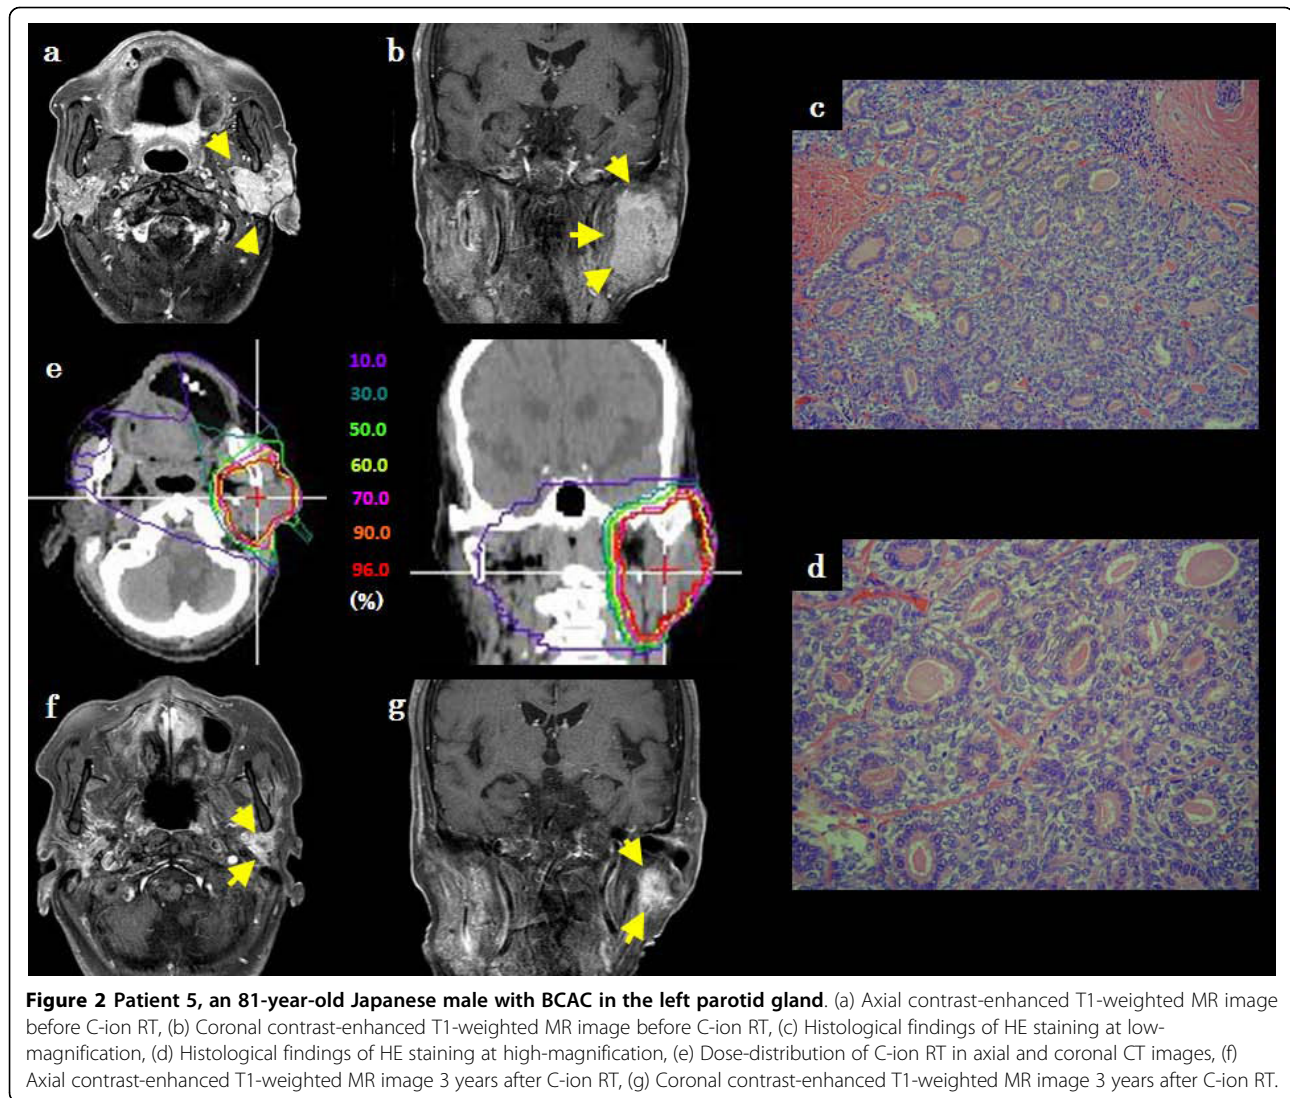 a
b
c
e
10.0
30.0
50.0
60.0
70.0
90.0
96.0
(%)
d
f
g
Figure 2 Patient 5, an 81-year-old Japanese male with BCAC in the left parotid gland. (a) Axial contrast-enhanced T1-weighted MR image
before C-ion RT, (b) Coronal contrast-enhanced T1-weighted MR image before C-ion RT, (c) Histological findings of HE staining at low-
magnification, (d) Histological findings of HE staining at high-magnification, (e) Dose-distribution of C-ion RT in axial and coronal CT images, (f)
Axial contrast-enhanced T1-weighted MR image 3 years after C-ion RT, (g) Coronal contrast-enhanced T1-weighted MR image 3 years after C-ion RT.